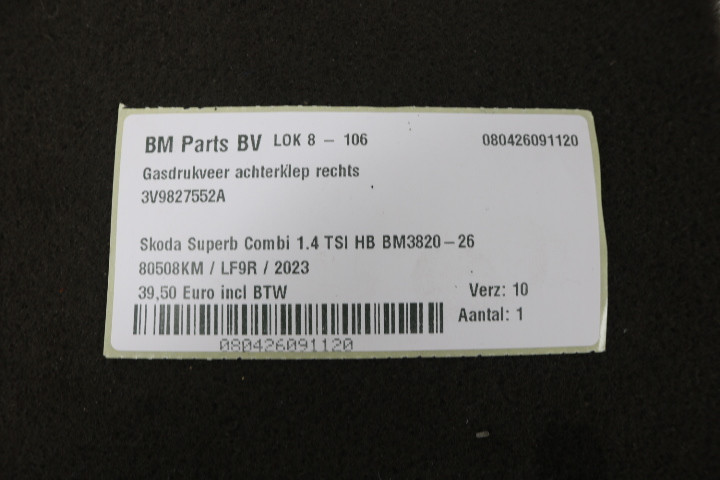 BM Parts BV LOK 8 - 106 080426091120
Gasdrukveer achterklep rechts
3V9827552A
Skoda Superb Combi 1.4 TSI HB BM3820-26
80508KM / LF9R / 2023
39,50 Euro incl BTW Verz: 10
Aantal: 1
080426091120